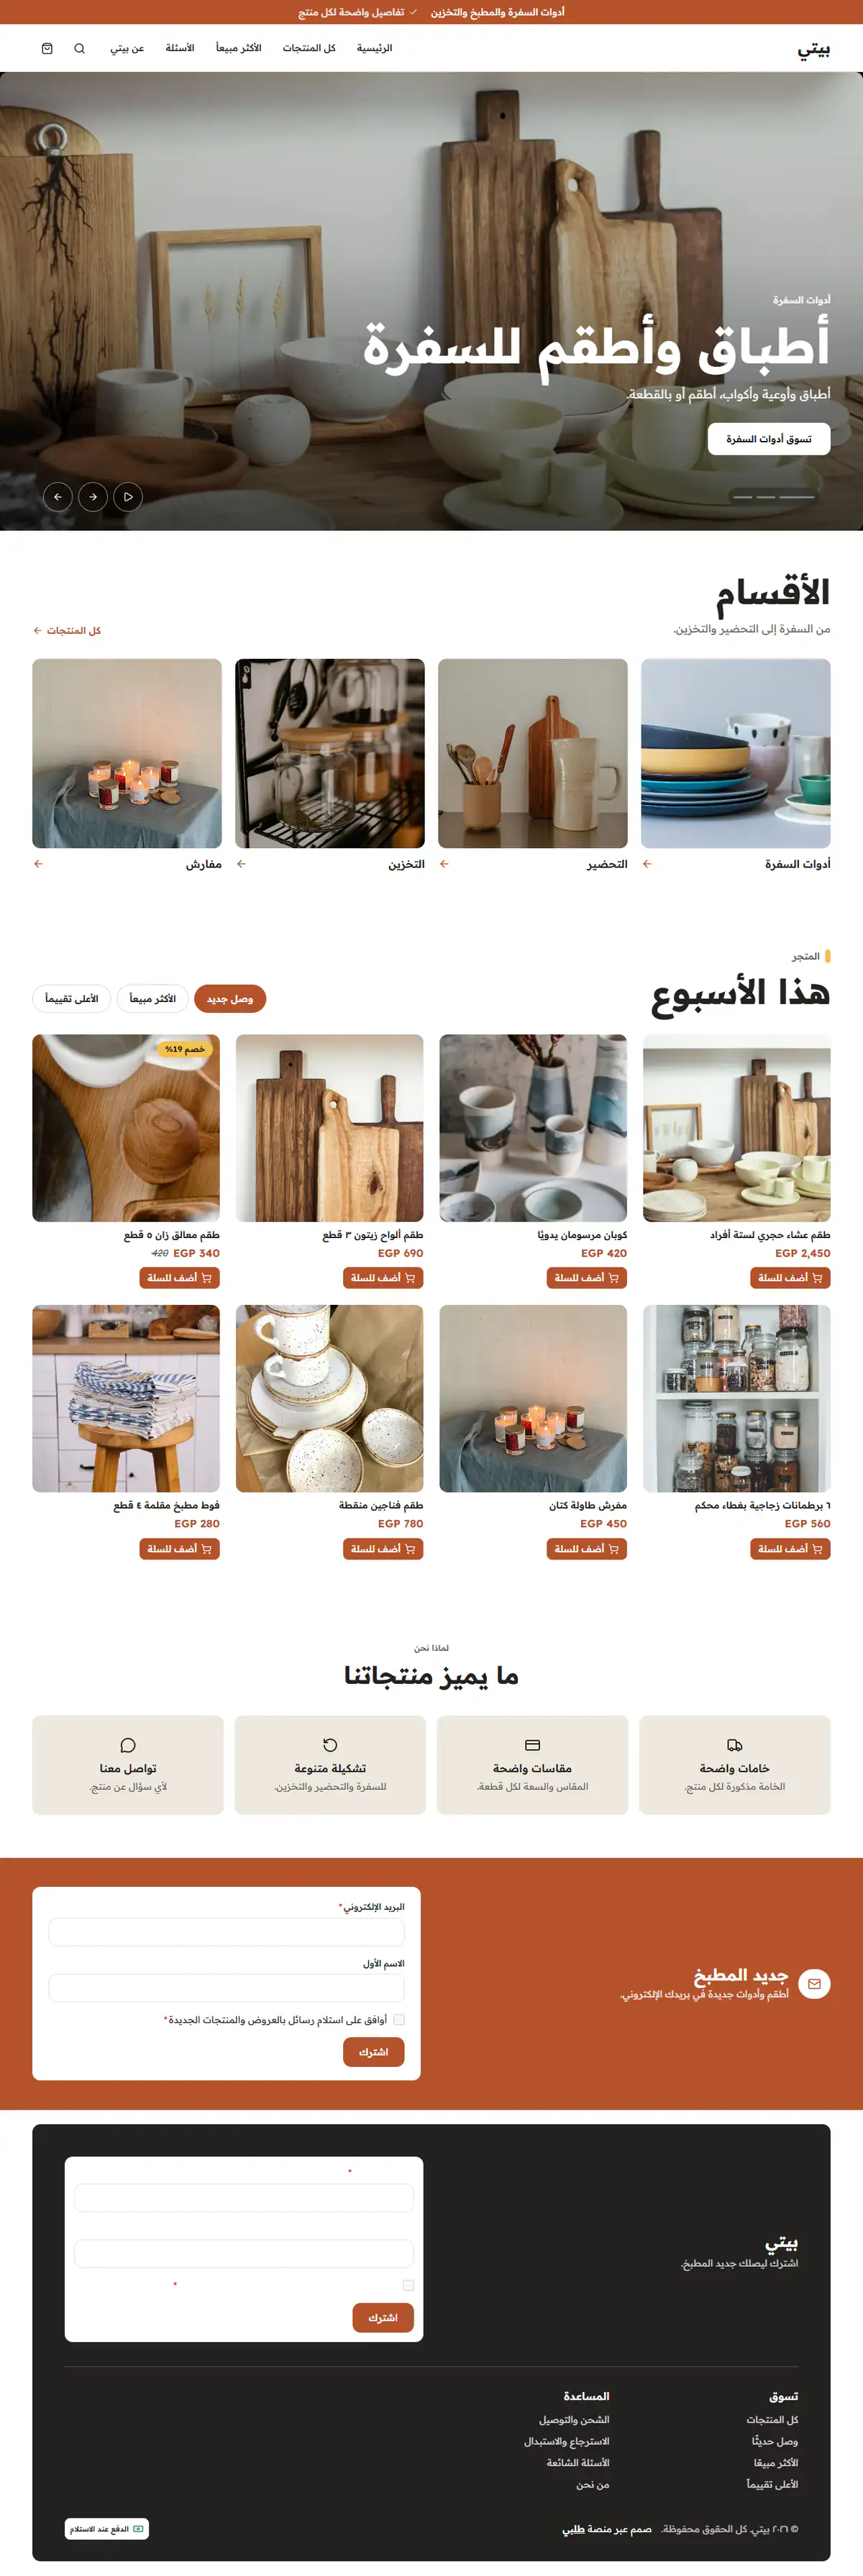 أدوات السفرة والمطبخ والتخزين ✓ تفاصيل واضحة لكل منتج
بيتي
الرئيسية كل المنتجات الأكثر مبيعاً الأسئلة عن بيتي
أدوات السفرة
أطباق وأطقم للسفرة
أطباق وأوعية وأكواب، أطقم أو بالقطعة.
تسوق أدوات السفرة
الأقسام
من السفرة إلى التحضير والتخزين.
كل المنتجات ←
أدوات السفرة ←
التحضير ←
التخزين ←
مفارش ←
المتجر
هذا الأسبوع
وصل جديد الأكثر مبيعاً الأعلى تقييماً
خصم 19%
طقم عشاء حجري لستة أفراد
EGP 2,450
أضف للسلة
كوبان مرسومان يدويًا
EGP 420
أضف للسلة
طقم ألواح زيتون ٣ قطع
EGP 690
أضف للسلة
طقم معالق زان ٥ قطع
EGP 340 420
أضف للسلة
٦ برطمانات زجاجية بغطاء محكم
EGP 560
أضف للسلة
مفرش طاولة كتان
EGP 450
أضف للسلة
طقم فناجين منقطة
EGP 780
أضف للسلة
فوط مطبخ مقلمة ٤ قطع
EGP 280
أضف للسلة
لماذا نحن
ما يميز منتجاتنا
خامات واضحة
الخامة مذكورة لكل منتج.
مقاسات واضحة
المقاس والسعة لكل قطعة.
تشكيلة متنوعة
للسفرة والتحضير والتخزين.
تواصل معنا
لأي سؤال عن منتج.
جديد المطبخ
أطقم وأدوات جديدة في بريدك الإلكتروني.
البريد الإلكتروني *
الاسم الأول
أوافق على استلام رسائل بالعروض والمنتجات الجديدة *
اشترك
بيتي
اشترك ليصلك جديد المطبخ.
*
*
اشترك
تسوق
كل المنتجات
وصل حديثًا
الأكثر مبيعًا
الأعلى تقييماً
المساعدة
الشحن والتوصيل
الاسترجاع والاستبدال
الأسئلة الشائعة
من نحن
© ٢٠٢٦ بيتي. كل الحقوق محفوظة. صمم عبر منصة طلبي
الدفع عند الاستلام